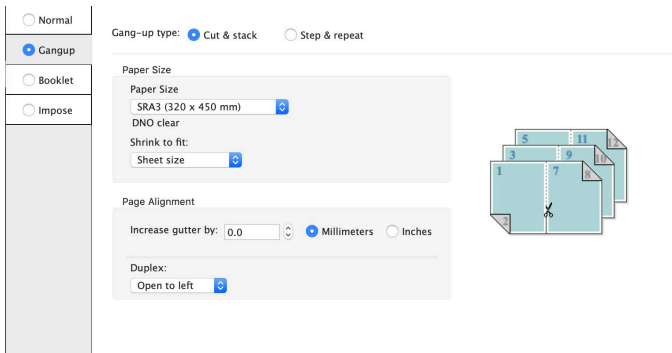 Normal
Gangup
Booklet
Impose
Gang-up type: Cut & stack Step & repeat
Paper Size
Paper Size
SRA3 (320 x 450 mm)
DNO clear
Shrink to fit:
Sheet size
Page Alignment
Increase gutter by: 0.0 Millimeters Inches
Duplex:
Open to left
5 11 12
3 9 10
1 7 8
2